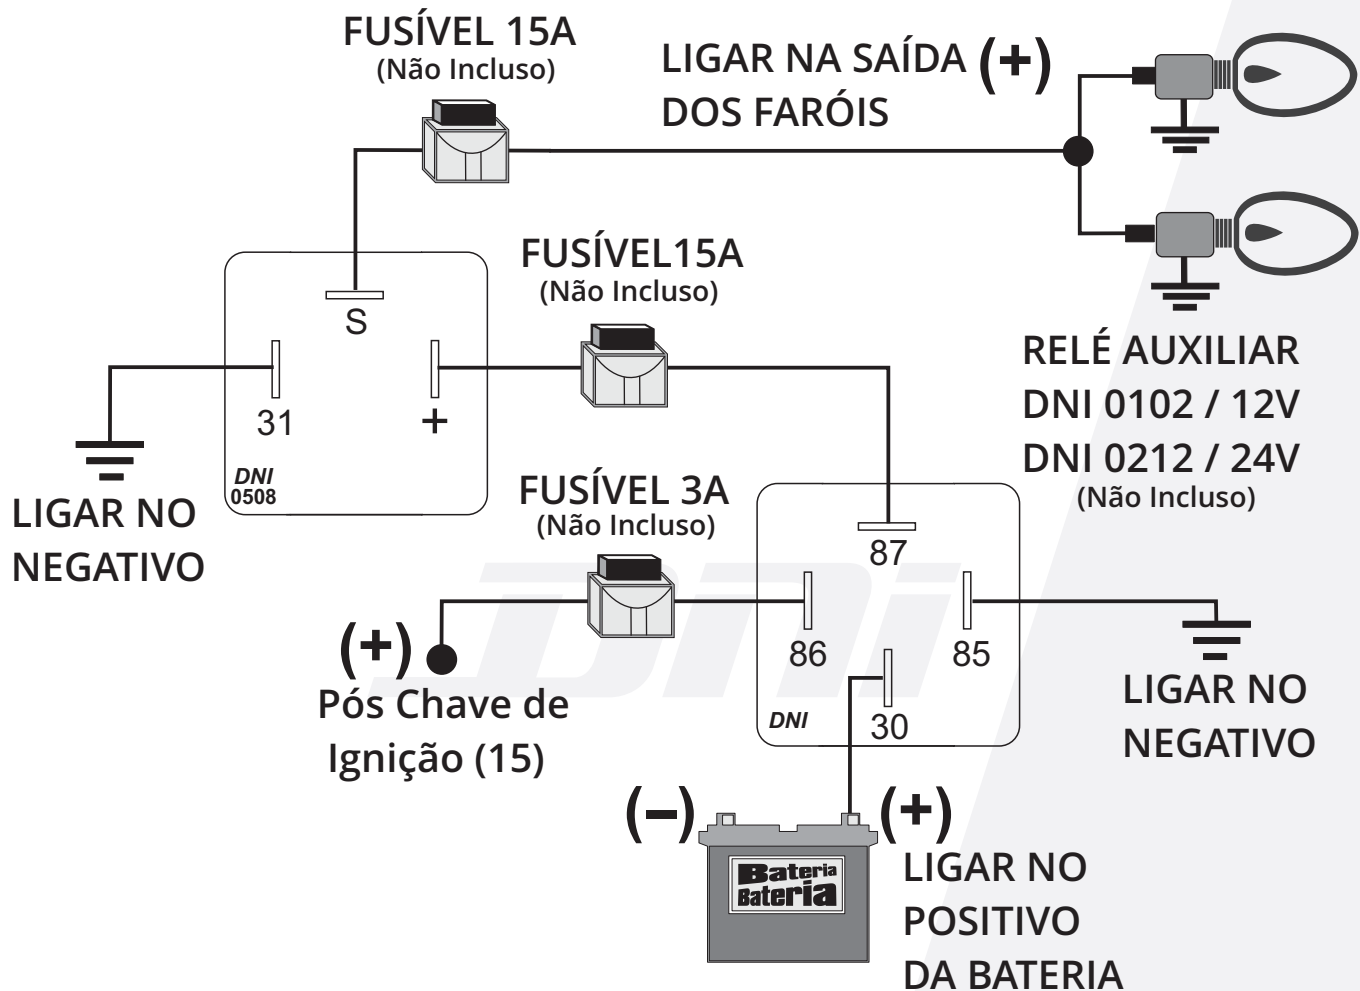 FUSÍVEL 15A
(Não Incluso)
LIGAR NA SAÍDA (+)
DOS FARÓIS
S
31
+
DNI
0508
LIGAR NO
NEGATIVO
FUSÍVEL15A
(Não Incluso)
RELÉ AUXILIAR
DNI 0102 / 12V
DNI 0212 / 24V
(Não Incluso)
FUSÍVEL 3A
(Não Incluso)
(+)
Pós Chave de
Ignição (15)
87
86
85
30
DNI
DNI
LIGAR NO
NEGATIVO
(–)
(+)
Bateria
Bateria
LIGAR NO
POSITIVO
DA BATERIA